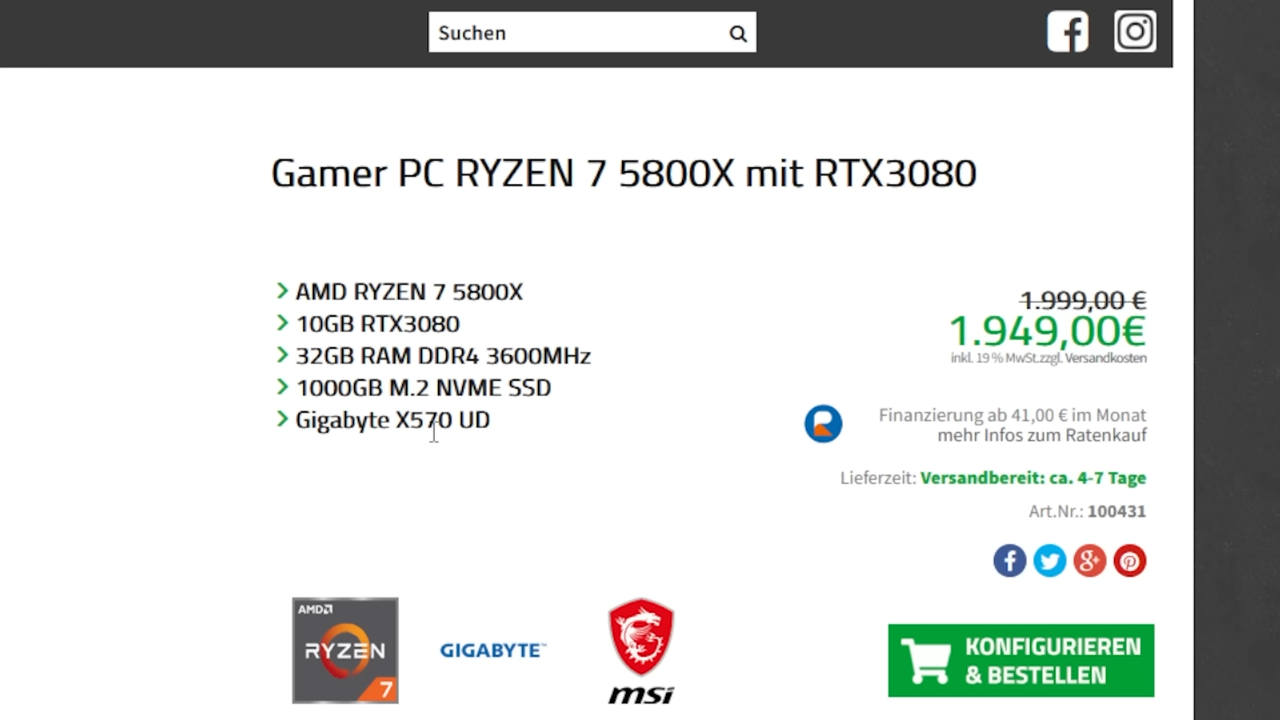 Suchen
Gamer PC RYZEN 7 5800X mit RTX3080
AMD RYZEN 7 5800X
10GB RTX3080
32GB RAM DDR4 3600MHz
1000GB M.2 NVME SSD
Gigabyte X570 UD
1.999,00 €
1.949,00€
inkl. 19 % MwSt.zzgl. Versandkosten
Finanzierung ab 41,00 € im Monat
mehr Infos zum Ratenkauf
Lieferzeit: Versandbereit: ca. 4-7 Tage
Art.Nr.: 100431
AMD
RYZEN
7
GIGABYTE™
msi
KONFIGURIEREN
& BESTELLEN